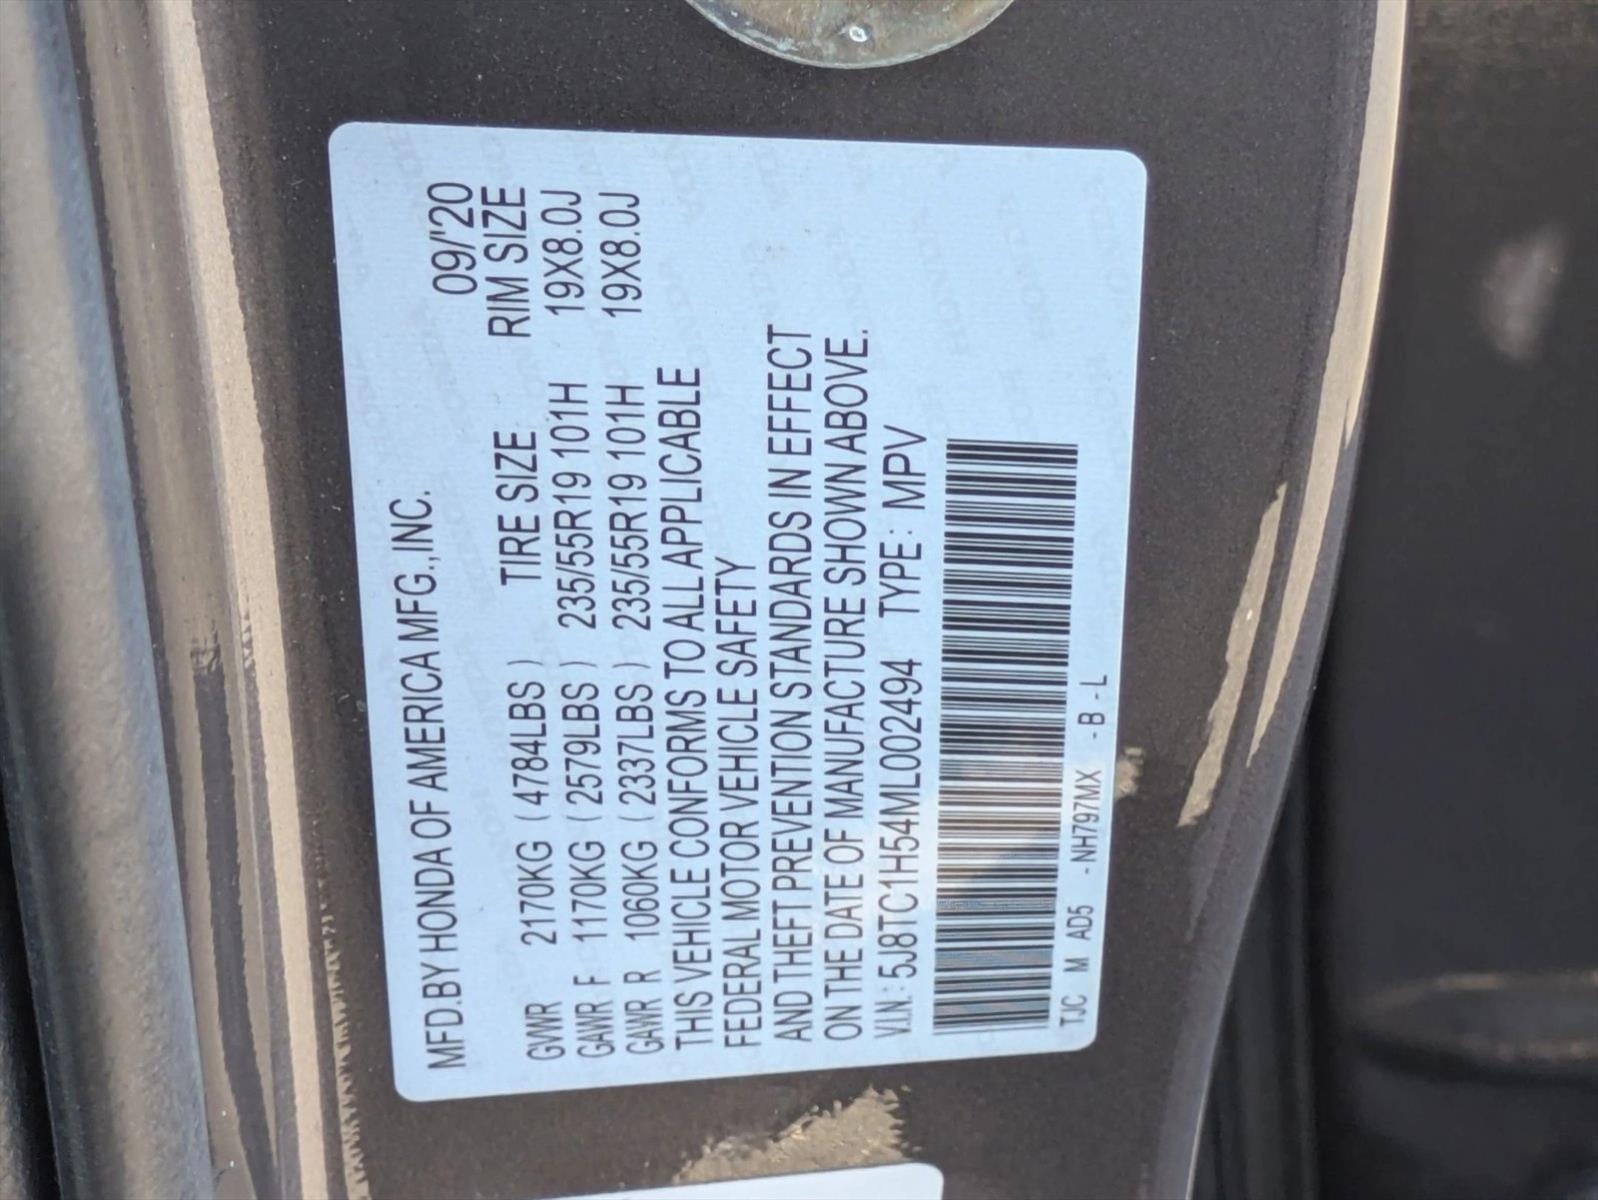 MFD.BY HONDA OF AMERICA MFG.,INC. 09/'20
TIRE SIZE RIM SIZE
GVWR 2170KG ( 4784LBS )
GAWR F 1170KG ( 2579LBS ) 235/55R19 101H 19X8.0J
GAWR R 1060KG ( 2337LBS ) 235/55R19 101H 19X8.0J
THIS VEHICLE CONFORMS TO ALL APPLICABLE
FEDERAL MOTOR VEHICLE SAFETY
AND THEFT PREVENTION STANDARDS IN EFFECT
ON THE DATE OF MANUFACTURE SHOWN ABOVE.
V.I.N.: 5J8TC1H54ML002494 TYPE : MPV
TJC M AD5 - NH797MX - B - L